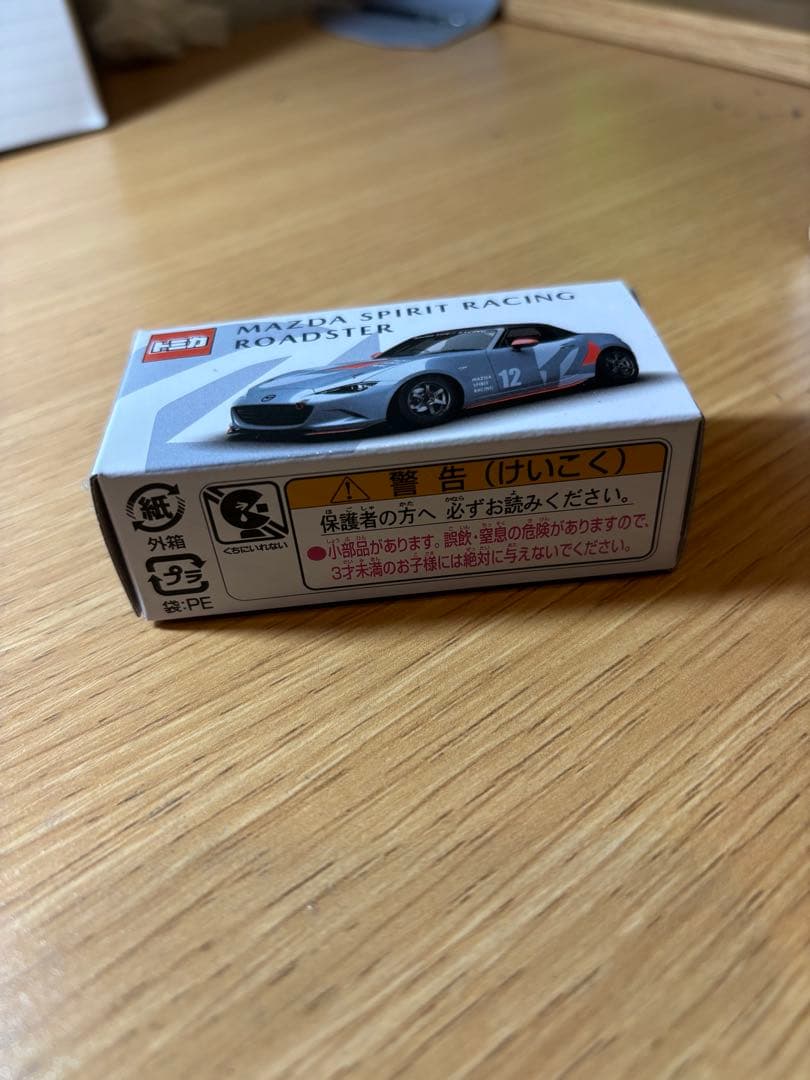 トミカ
MAZDA SPIRIT RACING
ROADSTER
MAZDA
SPIRIT
RACING
12
紙
外箱
プラ
袋:PE
くちにいれない
警告(けいこく)
保護者の方へ 必ずお読みください。
●小部品があります。誤飲・窒息の危険がありますので、
3才未満のお子様には絶対に与えないでください。